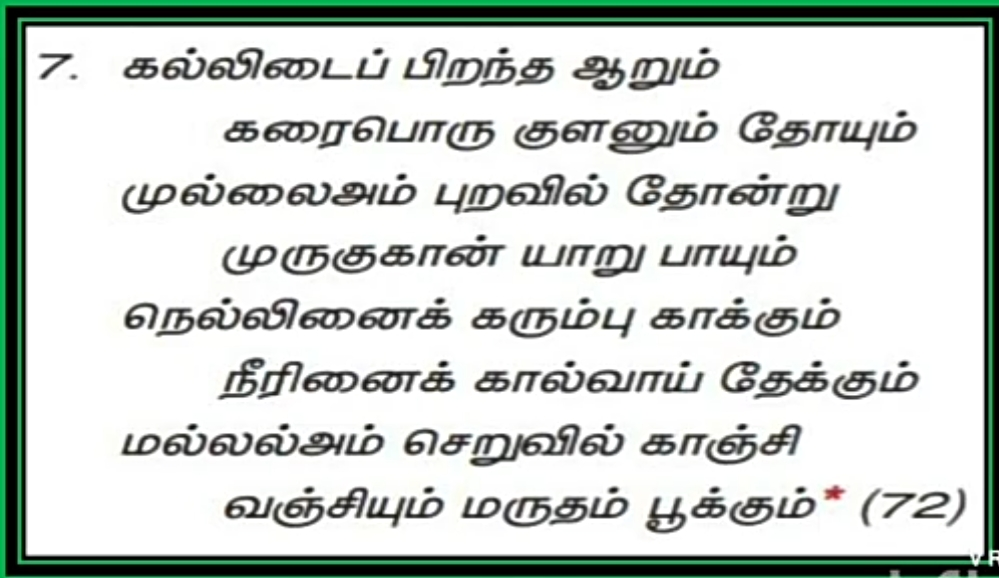 7. கல்லிடைப் பிறந்த ஆறும்
கரைபொரு குளனும் தோயும்
முல்லைஅம் புறவில் தோன்று
முருகுகான் யாறு பாயும்
நெல்லினைக் கரும்பு காக்கும்
நீரினைக் கால்வாய் தேக்கும்
மல்லல்அம் செறுவில் காஞ்சி
வஞ்சியும் மருதம் பூக்கும்* (72)